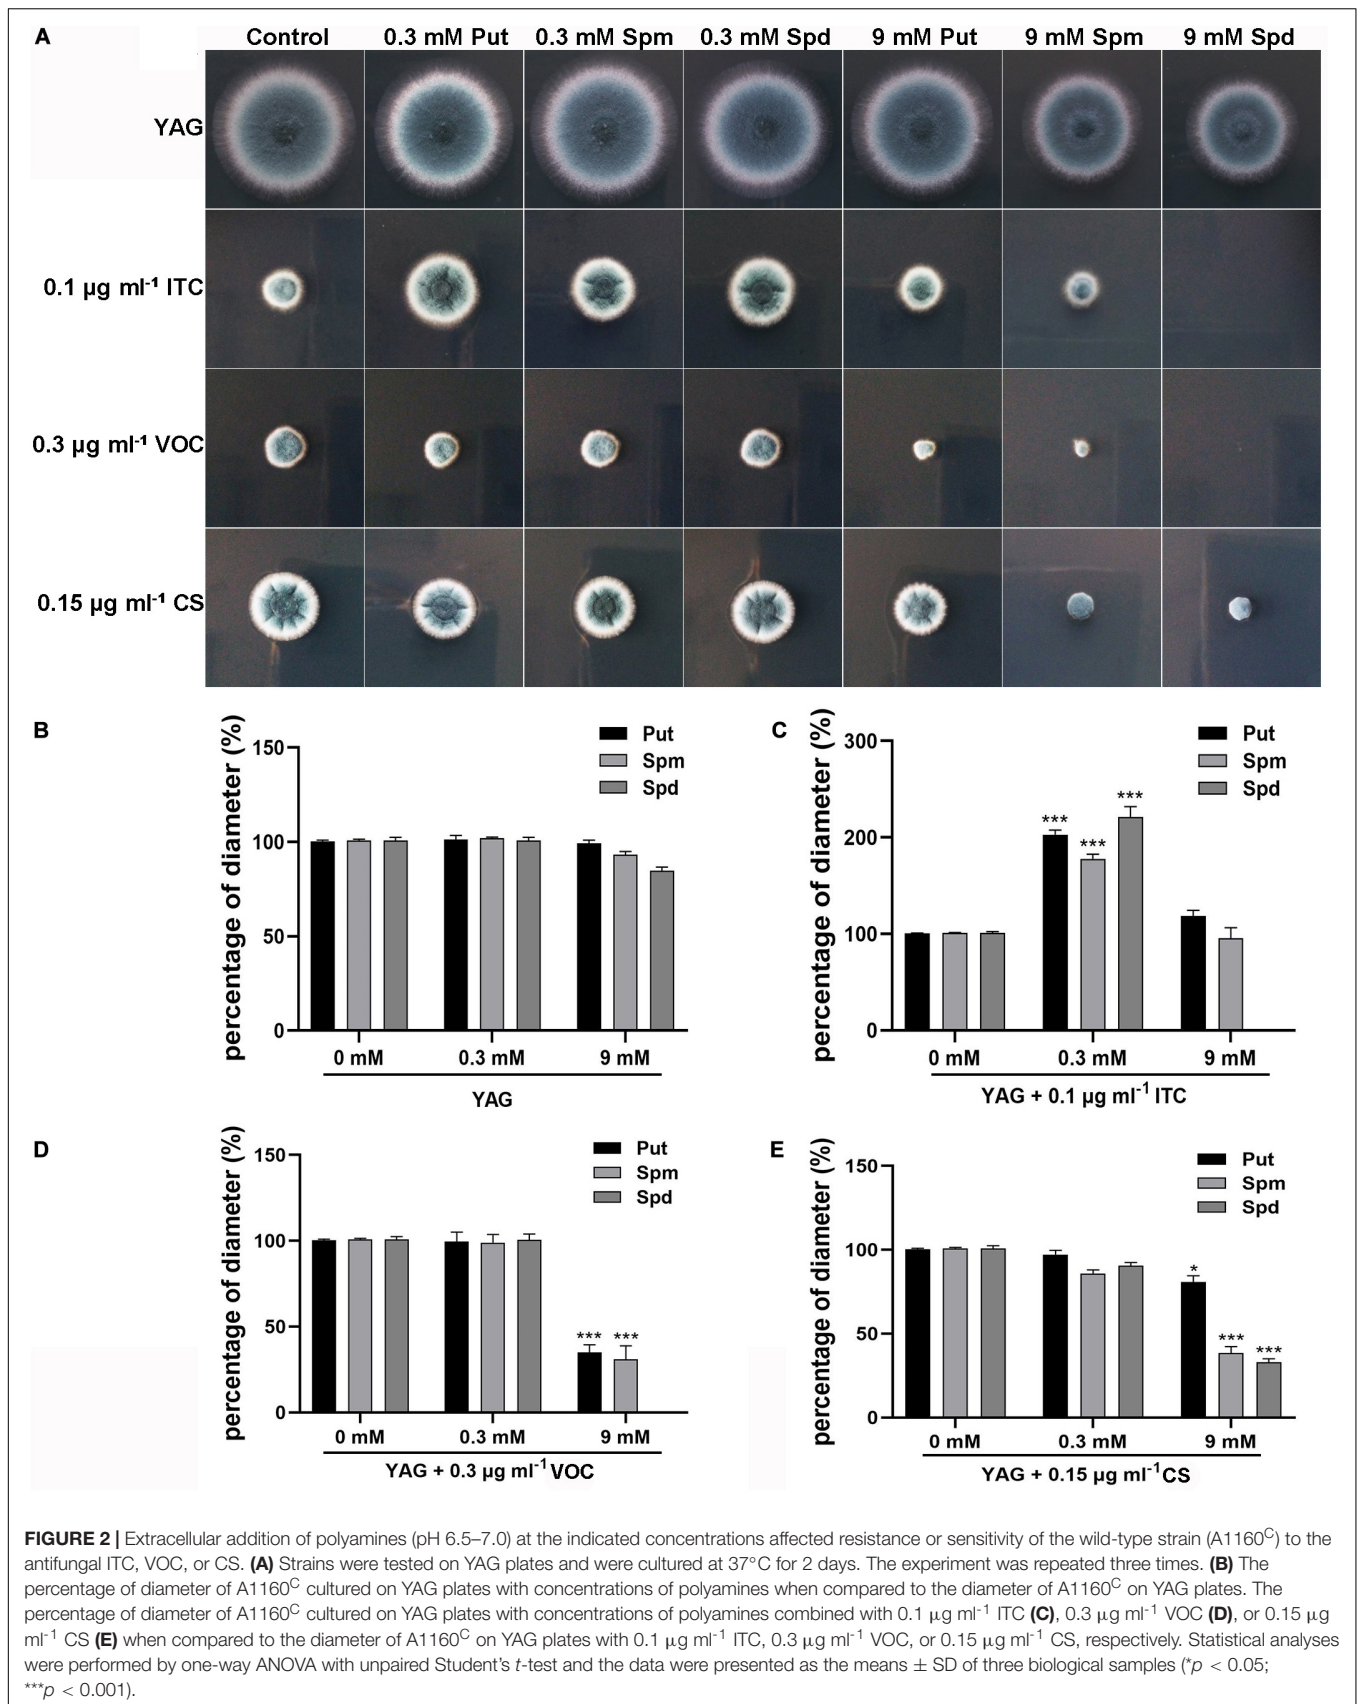 A
Control 0.3 mM Put 0.3 mM Spm 0.3 mM Spd 9 mM Put 9 mM Spm 9 mM Spd
YAG
0.1 µg ml⁻¹ ITC
0.3 µg ml⁻¹ VOC
0.15 µg ml⁻¹ CS
B
percentage of diameter (%)
150
100
50
0
Put
Spm
Spd
0 mM 0.3 mM 9 mM
YAG
C
percentage of diameter (%)
300
200
100
0
Put
Spm
Spd
*** *** ***
0 mM 0.3 mM 9 mM
YAG + 0.1 µg ml⁻¹ ITC
D
percentage of diameter (%)
150
100
50
0
Put
Spm
Spd
*** ***
0 mM 0.3 mM 9 mM
YAG + 0.3 µg ml⁻¹ VOC
E
percentage of diameter (%)
150
100
50
0
Put
Spm
Spd
* *** ***
0 mM 0.3 mM 9 mM
YAG + 0.15 µg ml⁻¹CS
FIGURE 2 | Extracellular addition of polyamines (pH 6.5–7.0) at the indicated concentrations affected resistance or sensitivity of the wild-type strain (A1160ᶜ) to the
antifungal ITC, VOC, or CS. (A) Strains were tested on YAG plates and were cultured at 37°C for 2 days. The experiment was repeated three times. (B) The
percentage of diameter of A1160ᶜ cultured on YAG plates with concentrations of polyamines when compared to the diameter of A1160ᶜ on YAG plates. The
percentage of diameter of A1160ᶜ cultured on YAG plates with concentrations of polyamines combined with 0.1 µg ml⁻¹ ITC (C), 0.3 µg ml⁻¹ VOC (D), or 0.15 µg
ml⁻¹ CS (E) when compared to the diameter of A1160ᶜ on YAG plates with 0.1 µg ml⁻¹ ITC, 0.3 µg ml⁻¹ VOC, or 0.15 µg ml⁻¹ CS, respectively. Statistical analyses
were performed by one-way ANOVA with unpaired Student's t-test and the data were presented as the means ± SD of three biological samples (*p < 0.05;
***p < 0.001).